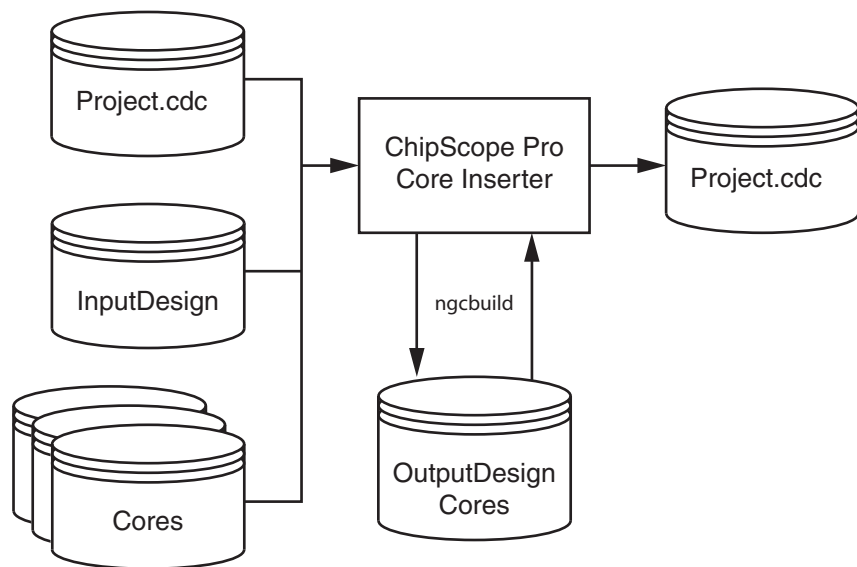 Project.cdc
ChipScope Pro
Core Inserter
Project.cdc
InputDesign
ngcbuild
OutputDesign
Cores
Cores